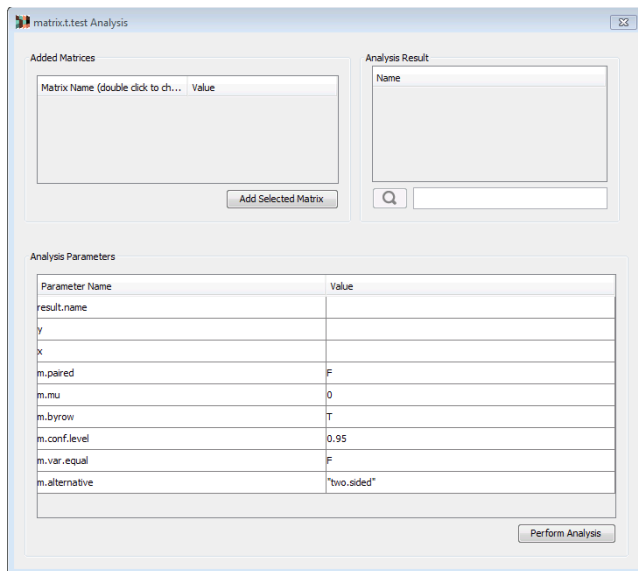 matrix.t.test Analysis
Added Matrices
Matrix Name (double click to ch... Value
Add Selected Matrix
Analysis Result
Name
Analysis Parameters
Parameter Name Value
result.name
y
x
m.paired F
m.mu 0
m.byrow T
m.conf.level 0.95
m.var.equal F
m.alternative "two.sided"
Perform Analysis